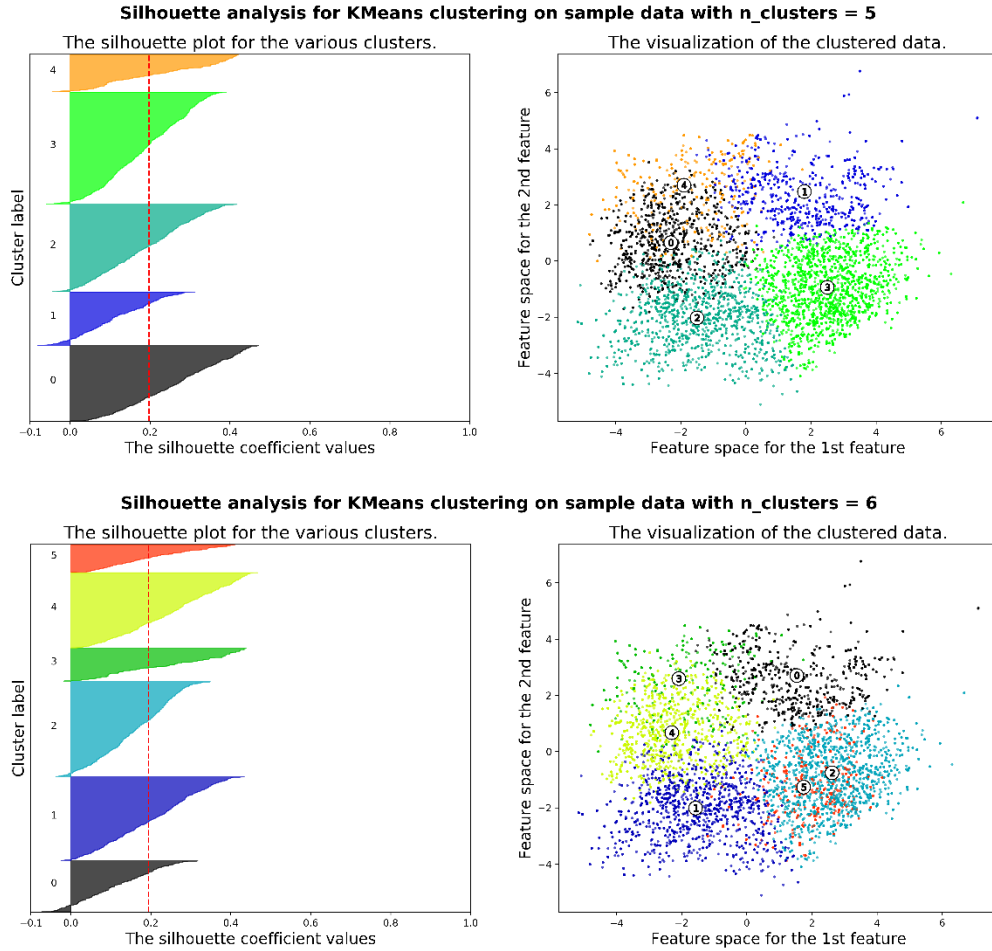 Silhouette analysis for KMeans clustering on sample data with n_clusters = 5
The silhouette plot for the various clusters.
Cluster label
4
3
2
1
0
−0.1 0.0 0.2 0.4 0.6 0.8 1.0
The silhouette coefficient values
The visualization of the clustered data.
Feature space for the 2nd feature
6
4
2
0
−2
−4
4
1
0
3
2
−4 −2 0 2 4 6
Feature space for the 1st feature
Silhouette analysis for KMeans clustering on sample data with n_clusters = 6
The silhouette plot for the various clusters.
Cluster label
5
4
3
2
1
0
−0.1 0.0 0.2 0.4 0.6 0.8 1.0
The silhouette coefficient values
The visualization of the clustered data.
Feature space for the 2nd feature
6
4
2
0
−2
−4
3
0
4
2
5
1
−4 −2 0 2 4 6
Feature space for the 1st feature